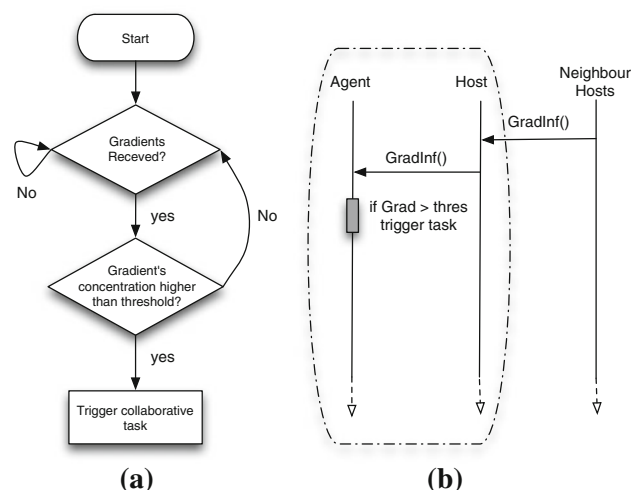 Start
Gradients
Receved?
No
yes
No
Gradient's
concentration higher
than threshold?
yes
Trigger collaborative
task
(a)
Agent
Host
Neighbour
Hosts
GradInf()
GradInf()
if Grad > thres
trigger task
(b)